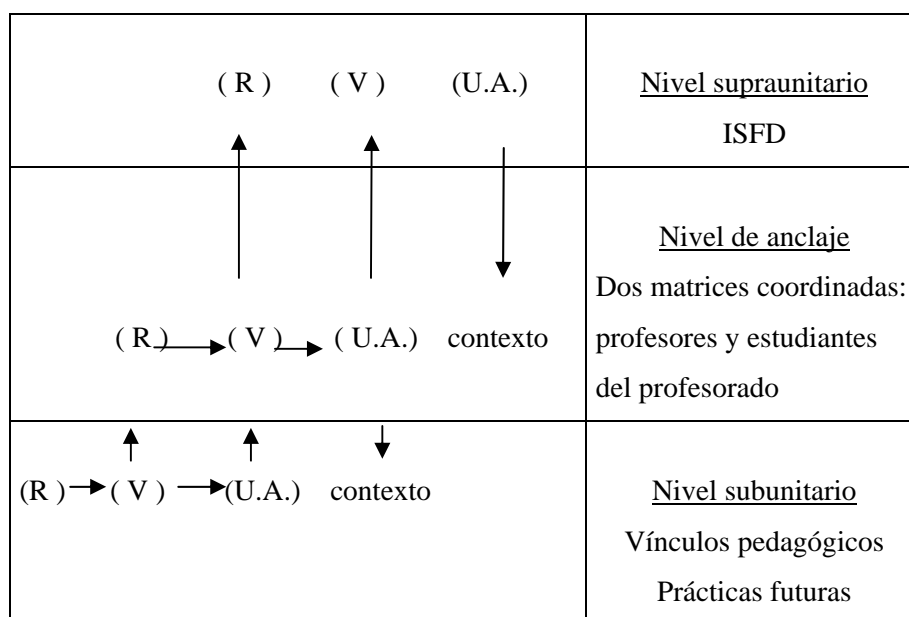 ( R ) ( V ) (U.A.)
Nivel supraunitario
ISFD
Nivel de anclaje
Dos matrices coordinadas:
( R ) ( V ) ( U.A.) contexto
profesores y estudiantes
del profesorado
(R ) ( V ) (U.A.) contexto
Nivel subunitario
Vínculos pedagógicos
Prácticas futuras